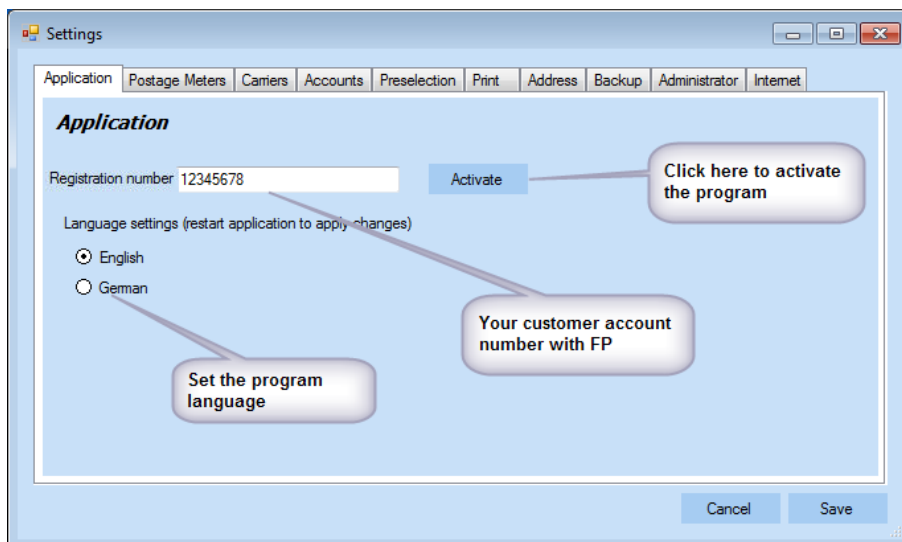 Settings
Application Postage Meters Carriers Accounts Preselection Print Address Backup Administrator Internet
Application
Registration number 12345678 Activate
Click here to activate
the program
Language settings (restart application to apply changes)
English
German
Your customer account
number with FP
Set the program
language
Cancel Save